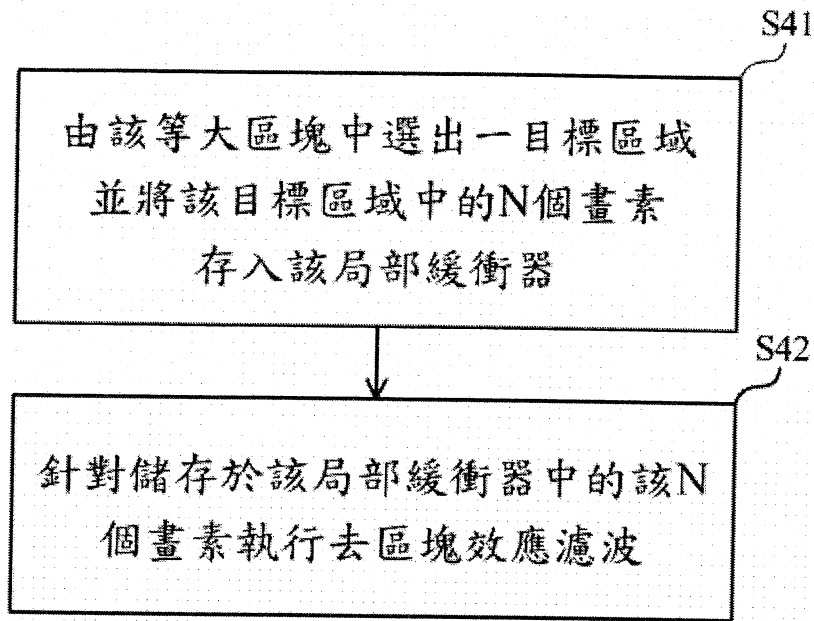 S41
由該等大區塊中選出一目標區域
並將該目標區域中的N個畫素
存入該局部緩衝器
S42
針對儲存於該局部緩衝器中的該N
個畫素執行去區塊效應濾波